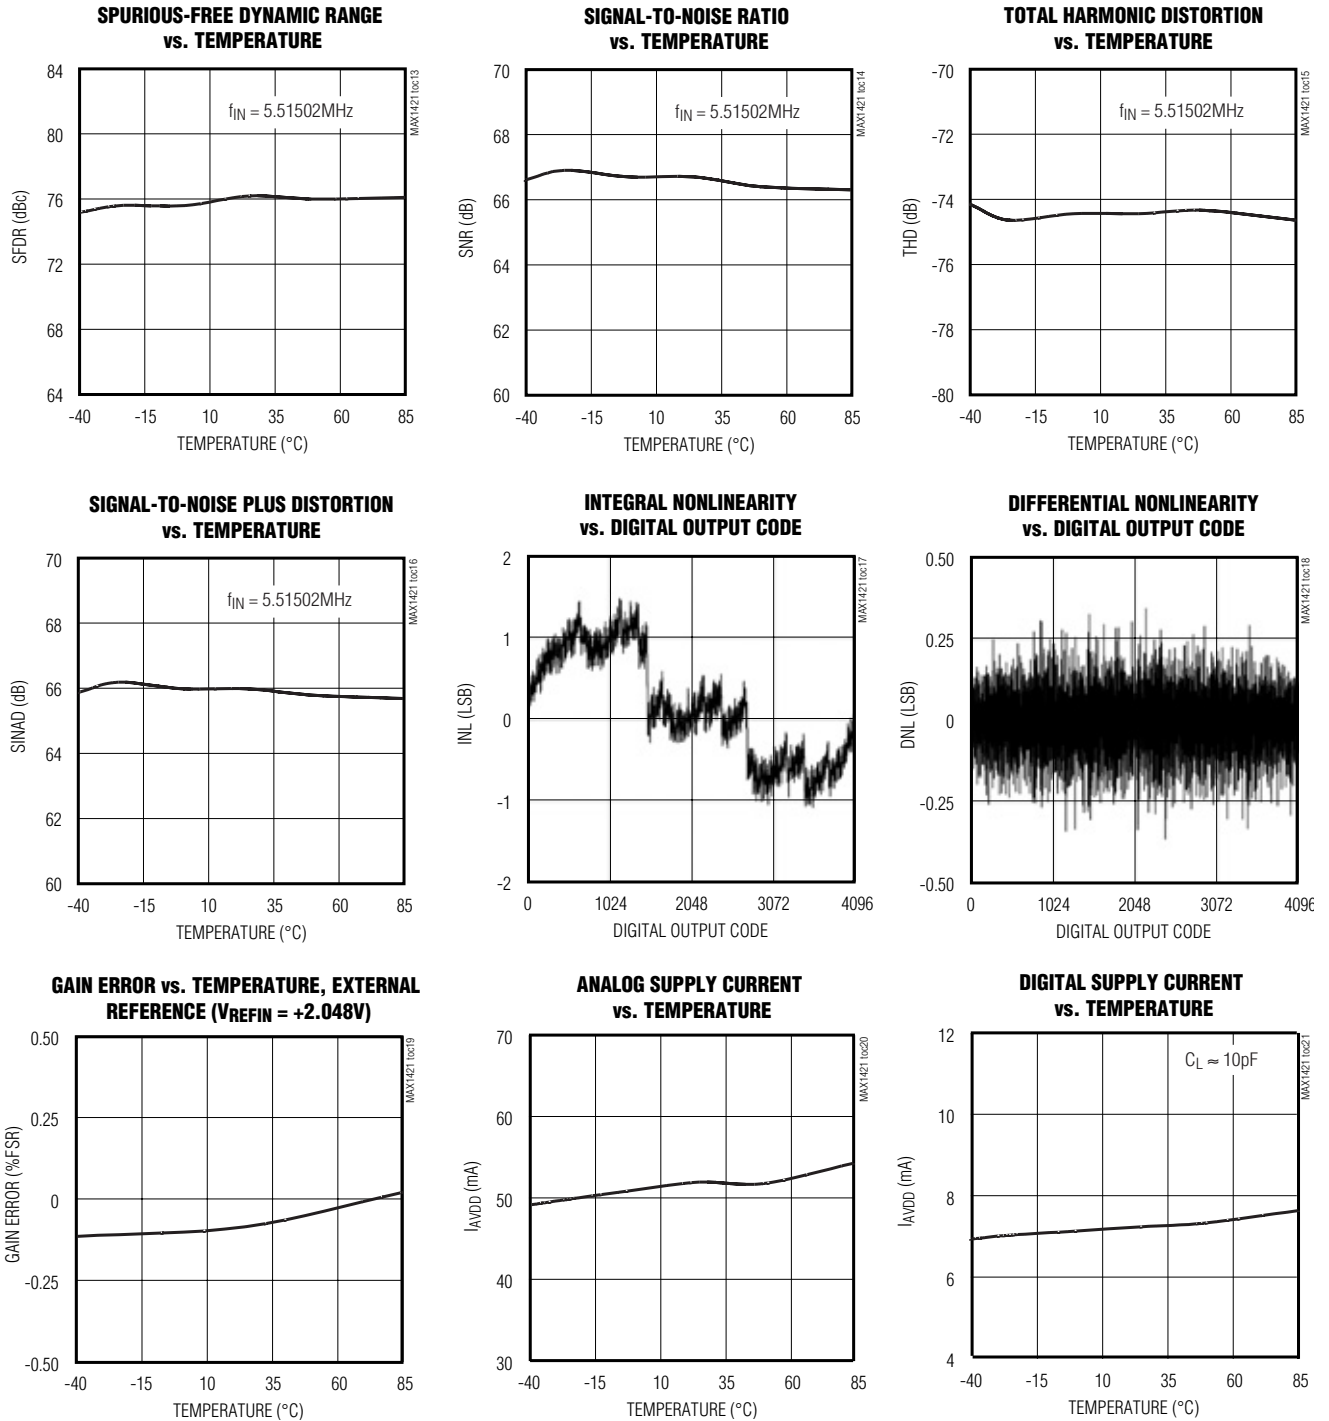 SPURIOUS-FREE DYNAMIC RANGE
vs. TEMPERATURE
84
80
76
72
68
64
SFDR (dBc)
fIN = 5.51502MHz
MAX1421 toc13
-40 -15 10 35 60 85
TEMPERATURE (°C)
SIGNAL-TO-NOISE RATIO
vs. TEMPERATURE
70
68
66
64
62
60
SNR (dB)
fIN = 5.51502MHz
MAX1421 toc14
-40 -15 10 35 60 85
TEMPERATURE (°C)
TOTAL HARMONIC DISTORTION
vs. TEMPERATURE
-70
-72
-74
-76
-78
-80
THD (dB)
fIN = 5.51502MHz
MAX1421 toc15
-40 -15 10 35 60 85
TEMPERATURE (°C)
SIGNAL-TO-NOISE PLUS DISTORTION
vs. TEMPERATURE
70
68
66
64
62
60
SINAD (dB)
fIN = 5.51502MHz
MAX1421 toc16
-40 -15 10 35 60 85
TEMPERATURE (°C)
INTEGRAL NONLINEARITY
vs. DIGITAL OUTPUT CODE
2
1
0
-1
-2
INL (LSB)
MAX1421 toc17
0 1024 2048 3072 4096
DIGITAL OUTPUT CODE
DIFFERENTIAL NONLINEARITY
vs. DIGITAL OUTPUT CODE
0.50
0.25
0
-0.25
-0.50
DNL (LSB)
MAX1421 toc18
0 1024 2048 3072 4096
DIGITAL OUTPUT CODE
GAIN ERROR vs. TEMPERATURE, EXTERNAL
REFERENCE (VREFIN = +2.048V)
0.50
0.25
0
-0.25
-0.50
GAIN ERROR (%FSR)
MAX1421 toc19
-40 -15 10 35 60 85
TEMPERATURE (°C)
ANALOG SUPPLY CURRENT
vs. TEMPERATURE
70
60
50
40
30
IAVDD (mA)
MAX1421 toc20
-40 -15 10 35 60 85
TEMPERATURE (°C)
DIGITAL SUPPLY CURRENT
vs. TEMPERATURE
12
10
8
6
4
IAVDD (mA)
CL ≈ 10pF
MAX1421 toc21
-40 -15 10 35 60 85
TEMPERATURE (°C)